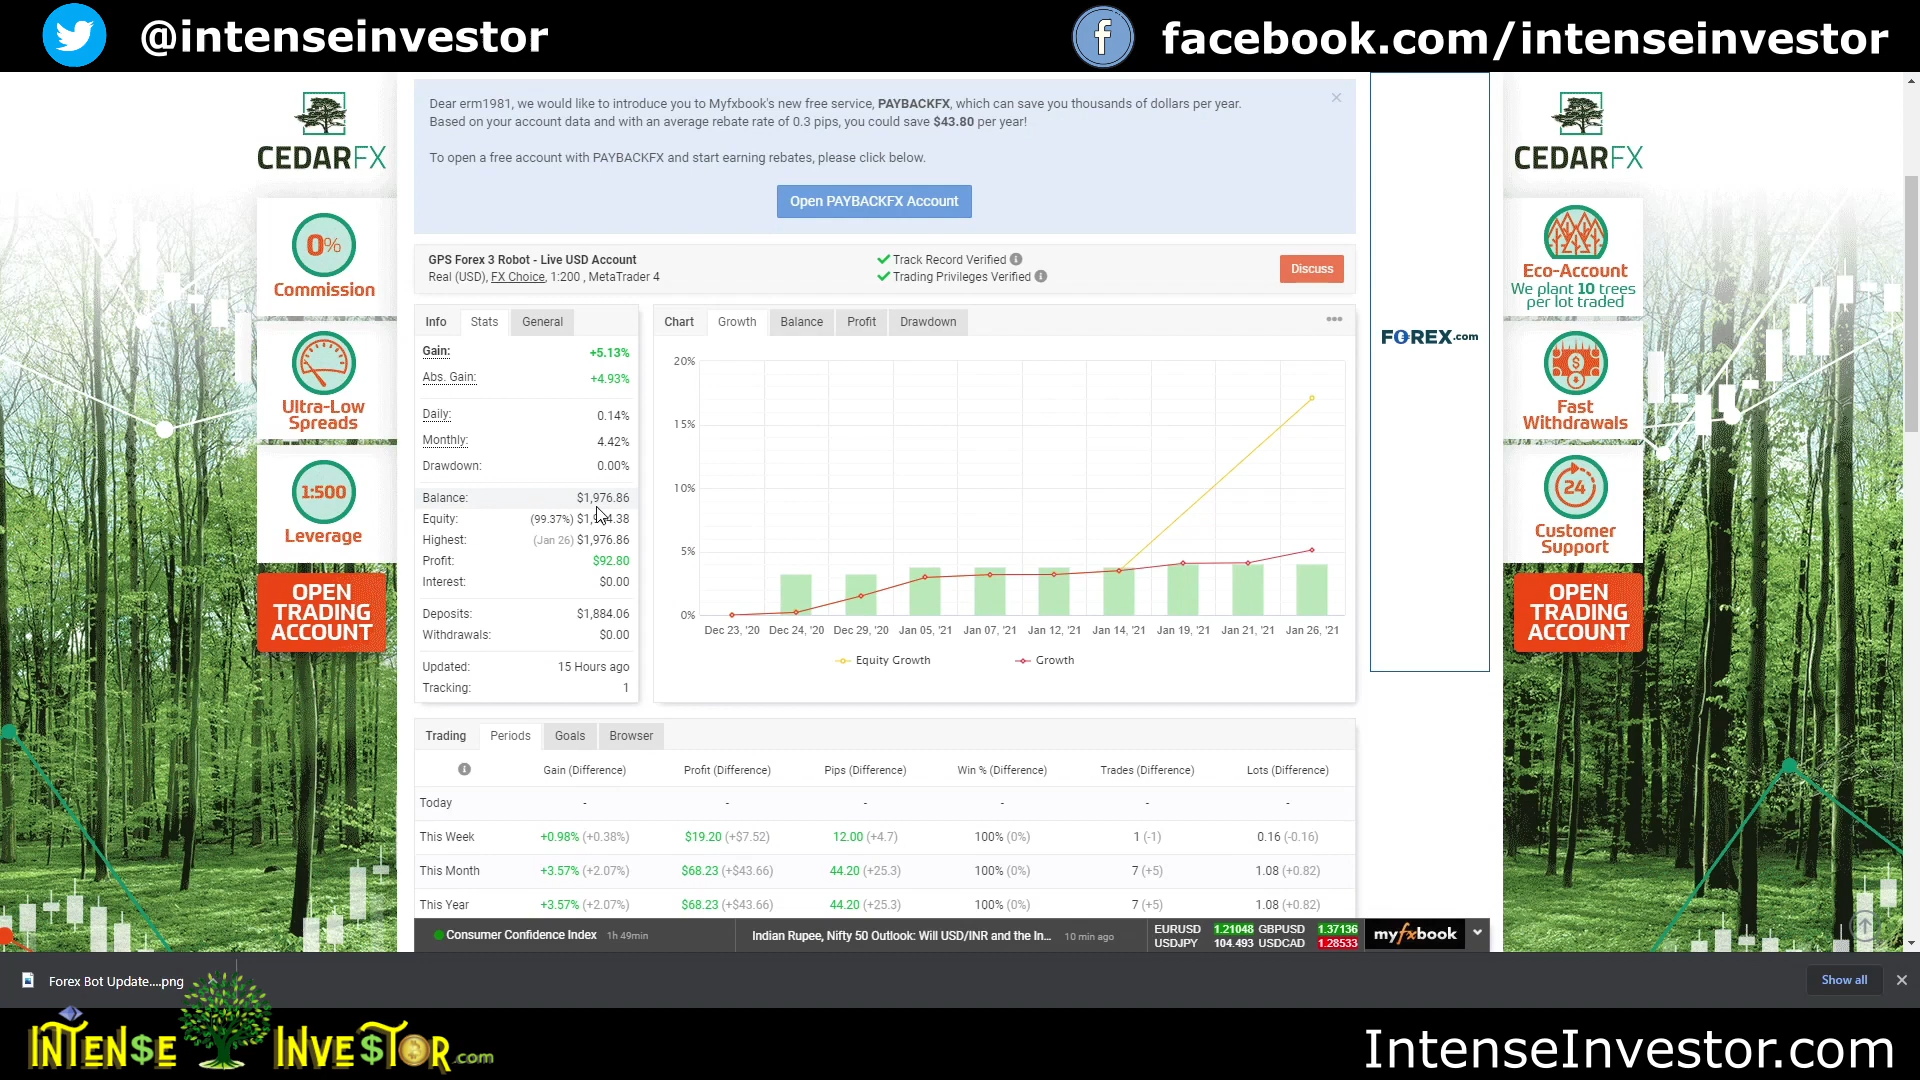 @intenseinvestor
facebook.com/intenseinvestor
CEDARFX
0%
Commission
Ultra-Low
Spreads
1:500
Leverage
OPEN
TRADING
ACCOUNT
Dear erm1981, we would like to introduce you to Myfxbook's new free service, PAYBACKFX, which can save you thousands of dollars per year.
Based on your account data and with an average rebate rate of 0.3 pips, you could save $43.80 per year!
To open a free account with PAYBACKFX and start earning rebates, please click below.
Open PAYBACKFX Account
GPS Forex 3 Robot - Live USD Account
Real (USD), FX Choice, 1:200 , MetaTrader 4
Track Record Verified
Trading Privileges Verified
Discuss
Info Stats General
Gain: +5.13%
Abs. Gain: +4.93%
Daily: 0.14%
Monthly: 4.42%
Drawdown: 0.00%
Balance: $1,976.86
Equity: (99.37%)
Highest: (Jan 26) $1,976.86
Profit: $92.80
Interest: $0.00
Deposits: $1,884.06
Withdrawals: $0.00
Updated: 15 Hours ago
Tracking: 1
Chart Growth Balance Profit Drawdown
20%
15%
10%
5%
0%
Dec 23, '20 Dec 24, '20 Dec 29, '20 Jan 05, '21 Jan 07, '21 Jan 12, '21 Jan 14, '21 Jan 19, '21 Jan 21, '21 Jan 26, '21
Equity Growth Growth
Trading Periods Goals Browser
Gain (Difference) Profit (Difference) Pips (Difference) Win % (Difference) Trades (Difference) Lots (Difference)
Today - - - - - -
This Week +0.98% (+0.38%) $19.20 (+$7.52) 12.00 (+4.7) 100% (0%) 1 (-1) 0.16 (-0.16)
This Month +3.57% (+2.07%) $68.23 (+$43.66) 44.20 (+25.3) 100% (0%) 7 (+5) 1.08 (+0.82)
This Year +3.57% (+2.07%) $68.23 (+$43.66) 44.20 (+25.3) 100% (0%) 7 (+5) 1.08 (+0.82)
FOREX.com
CEDARFX
Eco-Account
We plant 10 trees
per lot traded
Fast
Withdrawals
24
Customer
Support
OPEN
TRADING
ACCOUNT
Consumer Confidence Index 1h 49min
Indian Rupee, Nifty 50 Outlook: Will USD/INR and the In... 10 min ago
EURUSD 1.21048 GBPUSD 1.37136
USDJPY 104.493 USDCAD 1.28533
myfxbook
Forex Bot Update....png
Show all
INTEN$E INVE$TOR.com
IntenseInvestor.com